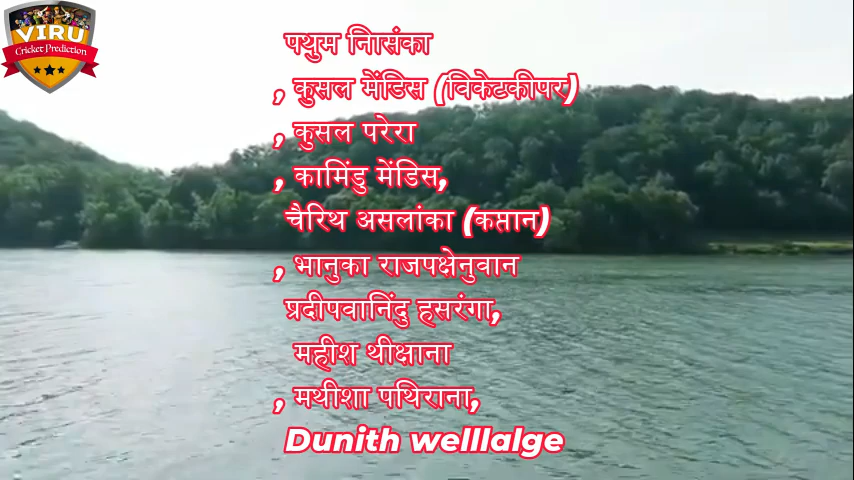 VIRU
Cricket Prediction
पथुम निासंका
, कुसल मेंडिस (विकेटकीपर)
, कुसल परेरा
, कामिंदु मेंडिस,
चैरिथ असलांका (कप्तान)
, भानुका राजपक्षेनुवान
प्रदीपवानिंदु हसरंगा,
महीश थीक्षाना
, मथीशा पथिराना,
Dunith welllalge